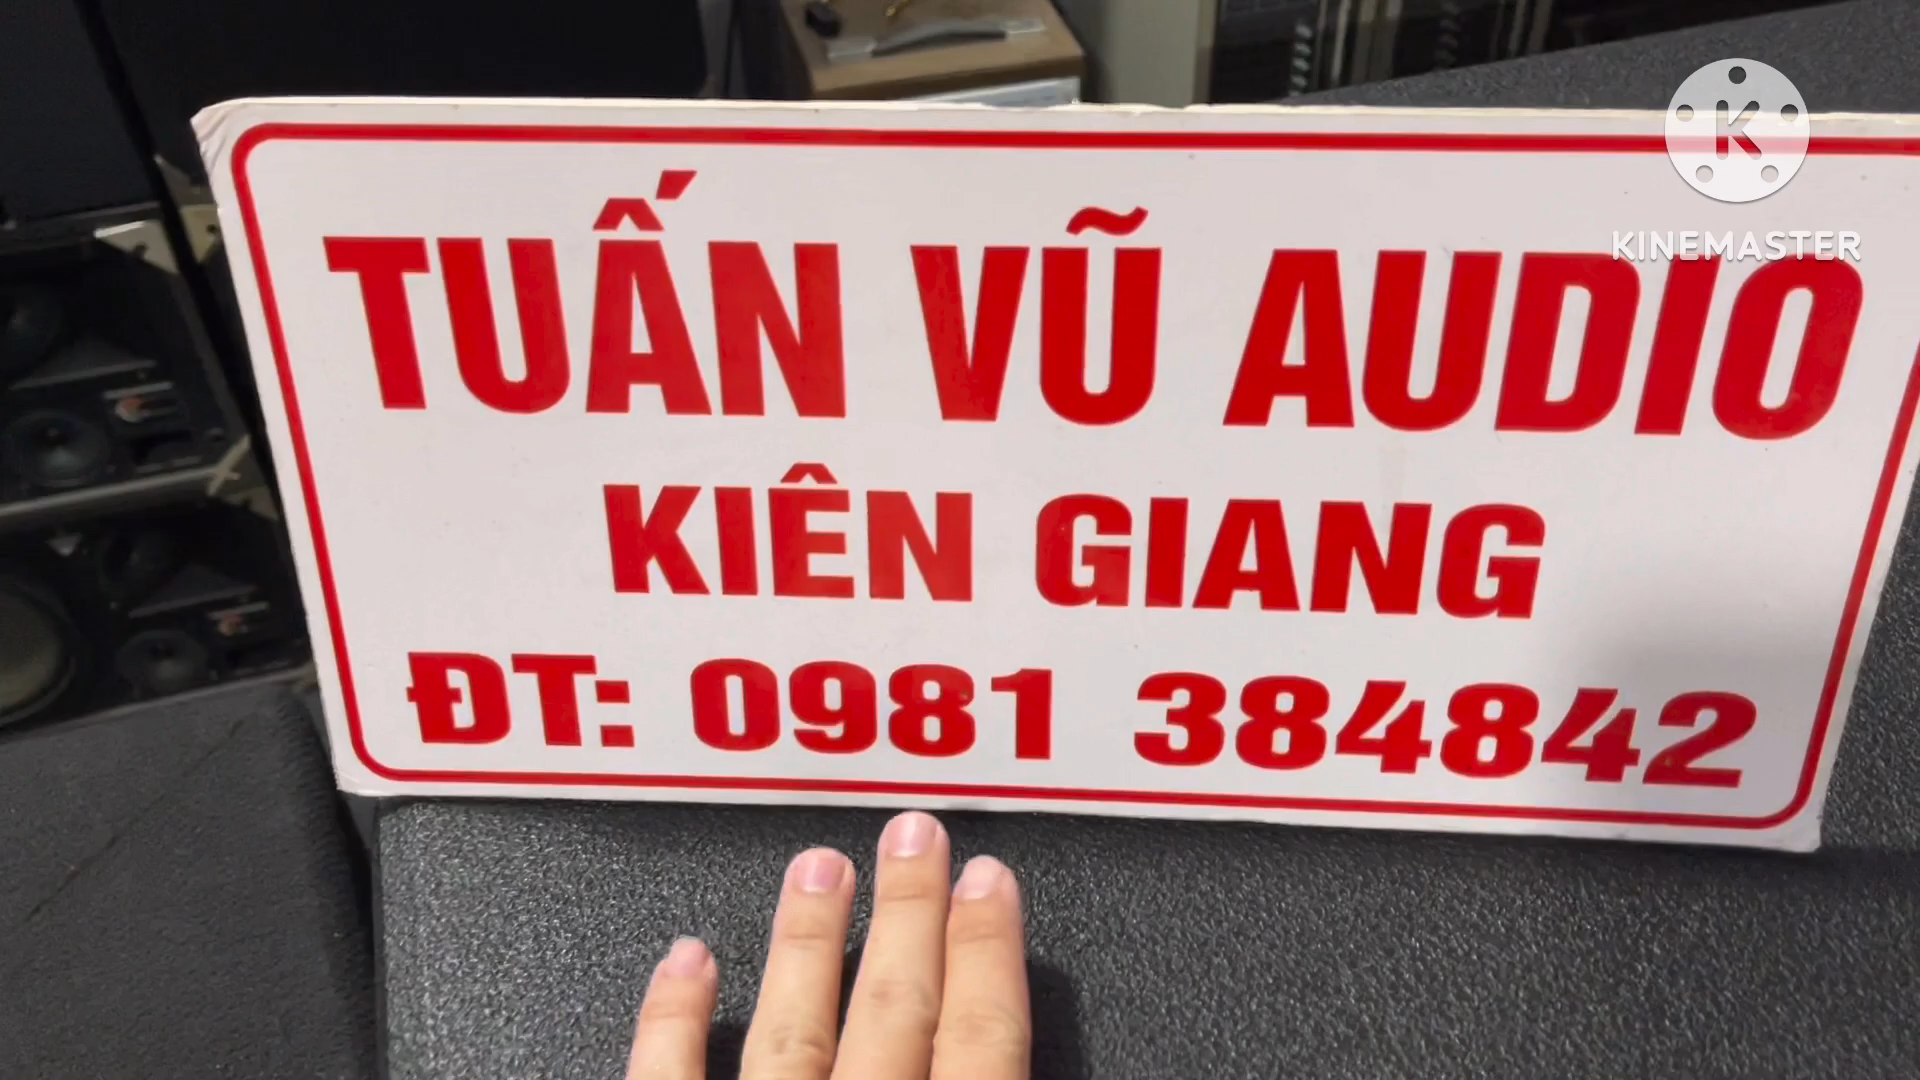 K
KINEMASTER
TUẤN VŨ AUDIO
KIÊN GIANG
ĐT: 0981 384842